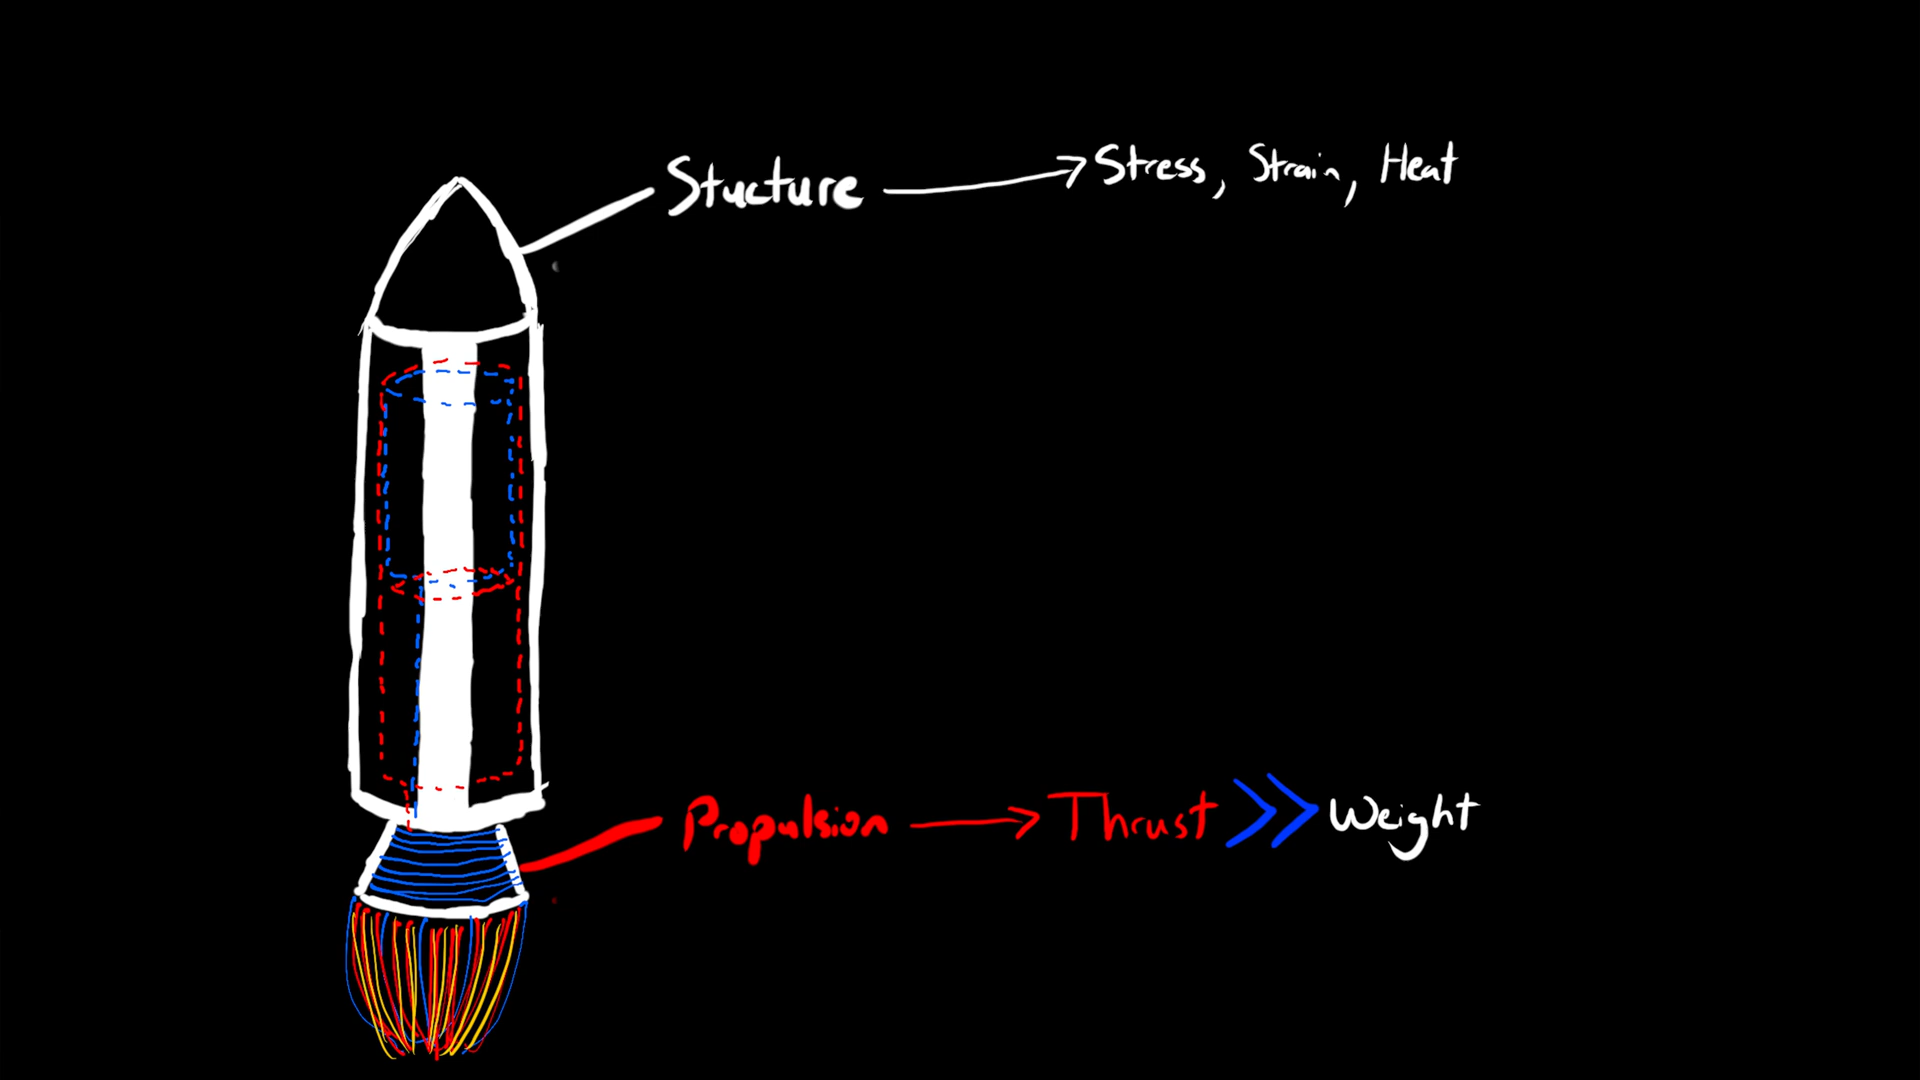 Stucture → Stress, Strain, Heat
Propulsion → Thrust >> Weight